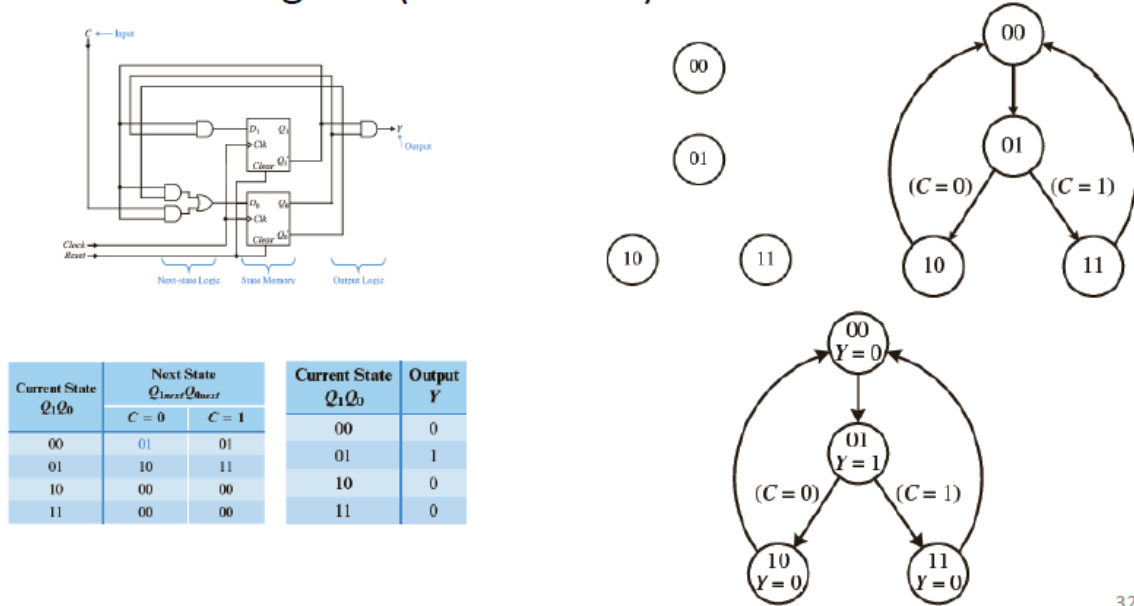 C Input
D₁ Q₁
Clk
Clear Q₁'
Y
Output
D₀ Q₀
Clk
Clear Q₀'
Clock
Reset
Next-state Logic State Memory Output Logic
00
01
10 11
00
01
(C = 0) (C = 1)
10 11
Current State Q₁Q₀ Next State Q₁ₙₑₓₜQ₀ₙₑₓₜ
C = 0 C = 1
00 01 01
01 10 11
10 00 00
11 00 00
Current State Q₁Q₀ Output Y
00 0
01 1
10 0
11 0
00
Y = 0
01
Y = 1
(C = 0) (C = 1)
10 11
Y = 0 Y = 0
32